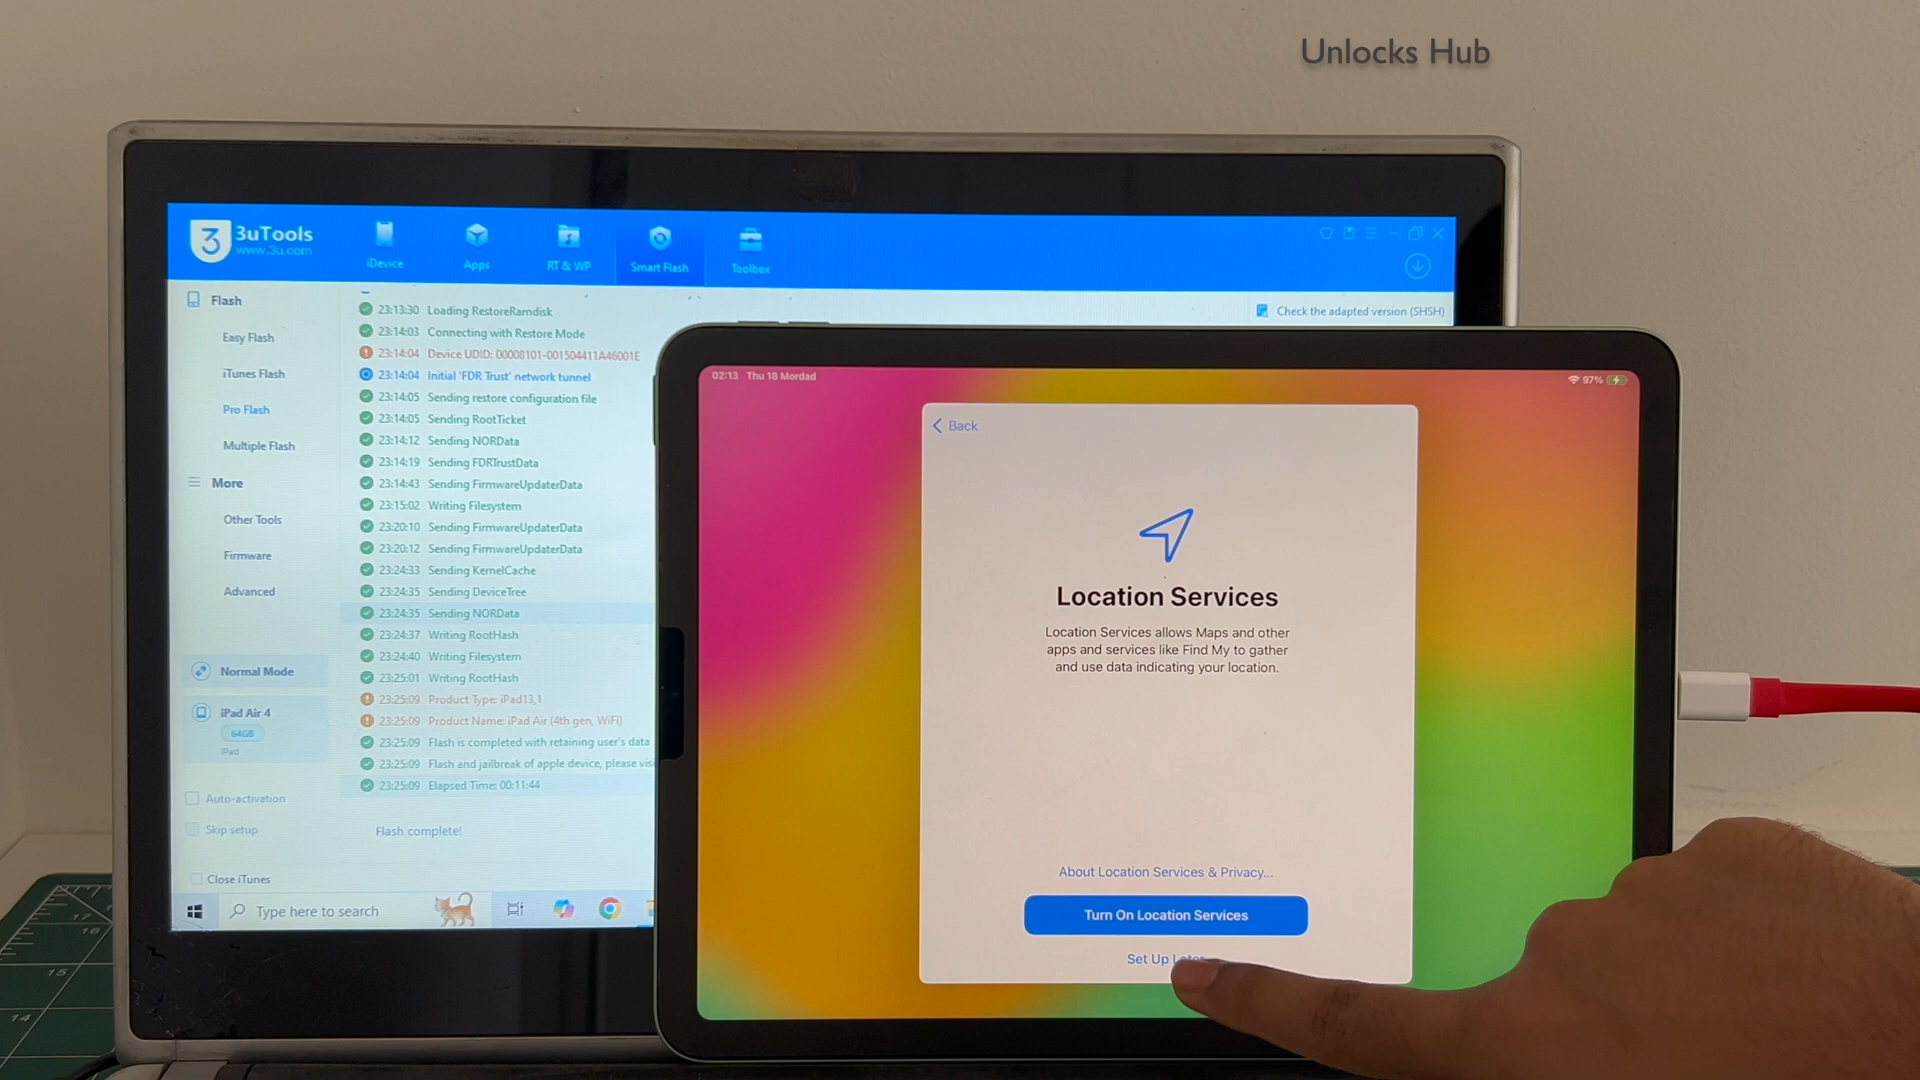 Unlocks Hub
3 3uTools
www.3u.com
iDevice
Apps
RT & WP
Smart Flash
Toolbox
Flash
Easy Flash
iTunes Flash
Pro Flash
Multiple Flash
More
Other Tools
Firmware
Advanced
Normal Mode
iPad Air 4
64GB
iPad
Auto-activation
Skip setup
Close iTunes
Check the adapted version (SHSH)
23:13:30 Loading RestoreRamdisk
23:14:03 Connecting with Restore Mode
23:14:04 Device UDID: 00008101-001504411A46001E
23:14:04 Initial 'FDR Trust' network tunnel
23:14:05 Sending restore configuration file
23:14:05 Sending RootTicket
23:14:12 Sending NORData
23:14:19 Sending FDRTrustData
23:14:43 Sending FirmwareUpdaterData
23:15:02 Writing Filesystem
23:20:10 Sending FirmwareUpdaterData
23:20:12 Sending FirmwareUpdaterData
23:24:33 Sending KernelCache
23:24:35 Sending DeviceTree
23:24:35 Sending NORData
23:24:37 Writing RootHash
23:24:40 Writing Filesystem
23:25:01 Writing RootHash
23:25:09 Product Type: iPad13,1
23:25:09 Product Name: iPad Air (4th gen, WiFi)
23:25:09 Flash is completed with retaining user's data
23:25:09 Flash and jailbreak of apple device, please
23:25:09 Elapsed Time: 00:11:44
Flash complete!
Type here to search
02:13 Thu 18 Mordad
97%
Back
Location Services
Location Services allows Maps and other
apps and services like Find My to gather
and use data indicating your location.
About Location Services & Privacy...
Turn On Location Services
Set Up Later
17
16
15
14